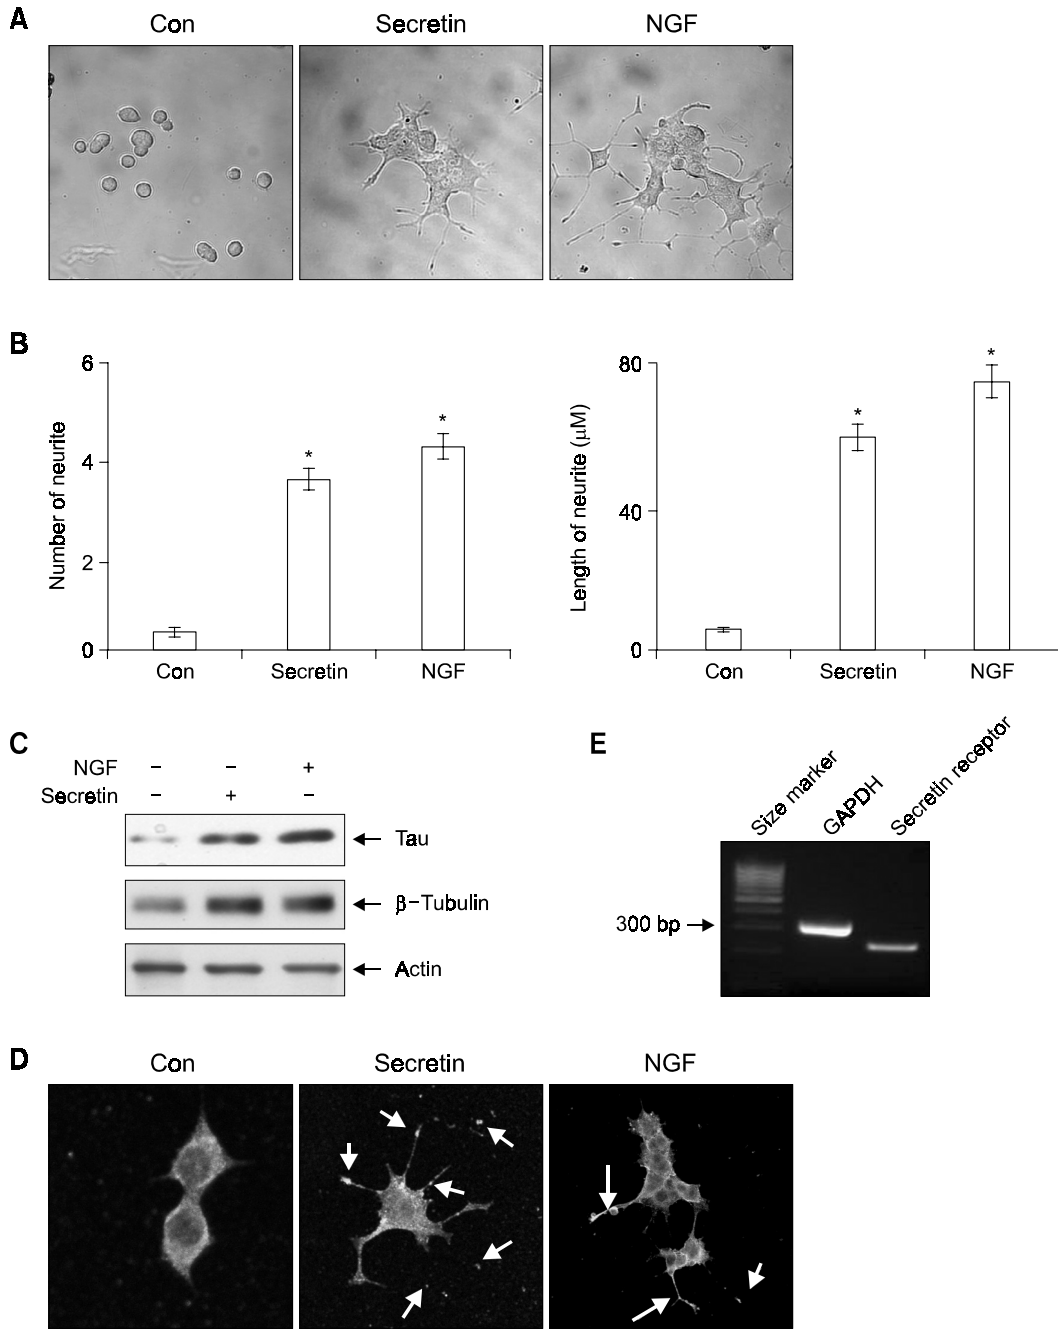 A
Con Secretin NGF
B
Number of neurite
6
4
2
0
* *
Con Secretin NGF
Length of neurite (μM)
80
40
0
* *
Con Secretin NGF
C
NGF − − +
Secretin − + −
Tau
β−Tubulin
Actin
E
Size marker
GAPDH
Secretin receptor
300 bp
D
Con Secretin NGF